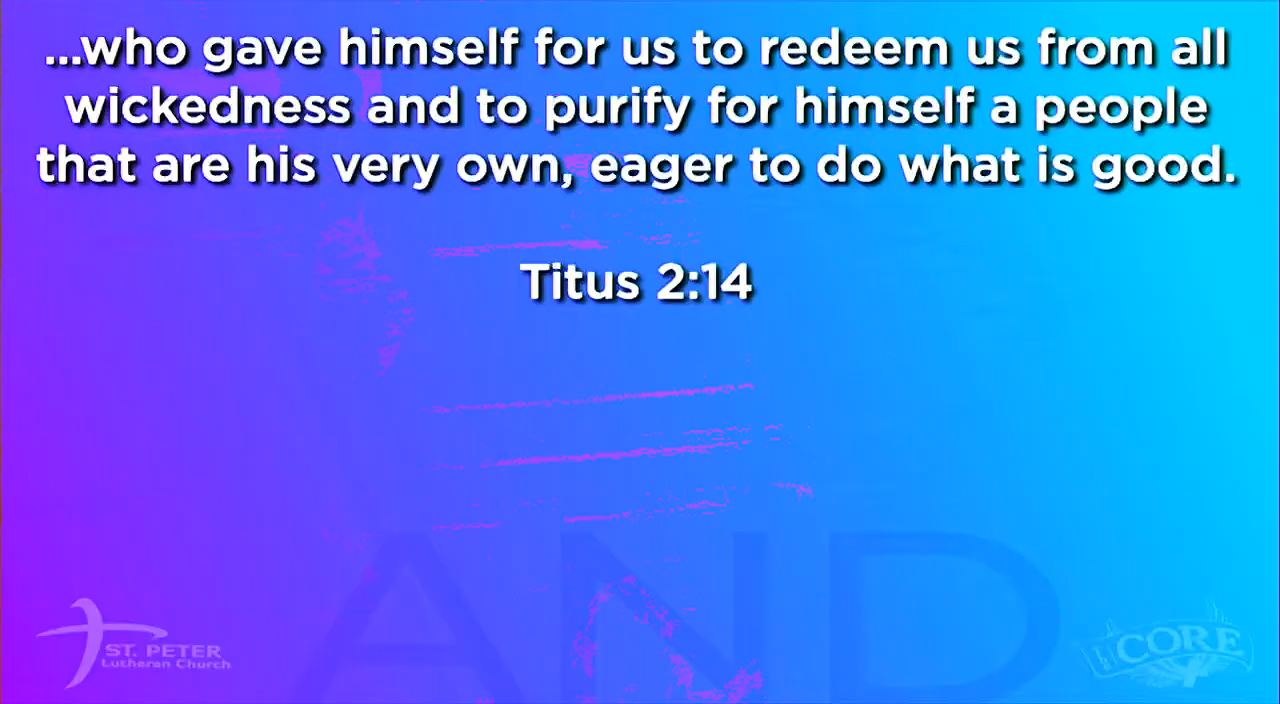 ...who gave himself for us to redeem us from all
wickedness and to purify for himself a people
that are his very own, eager to do what is good.
Titus 2:14
AND
ST. PETER
Lutheran Church
CORE